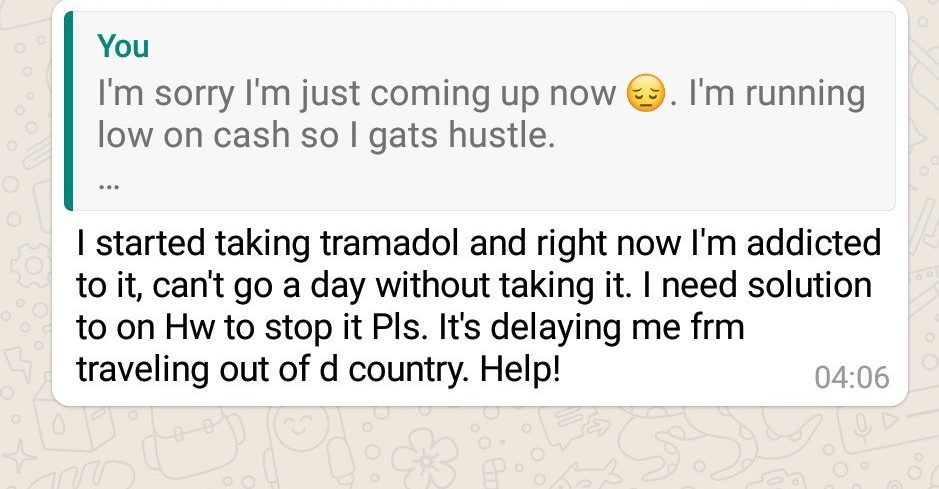 You
I'm sorry I'm just coming up now 😔. I'm running
low on cash so I gats hustle.
...
I started taking tramadol and right now I'm addicted
to it, can't go a day without taking it. I need solution
to on Hw to stop it Pls. It's delaying me frm
traveling out of d country. Help!
04:06